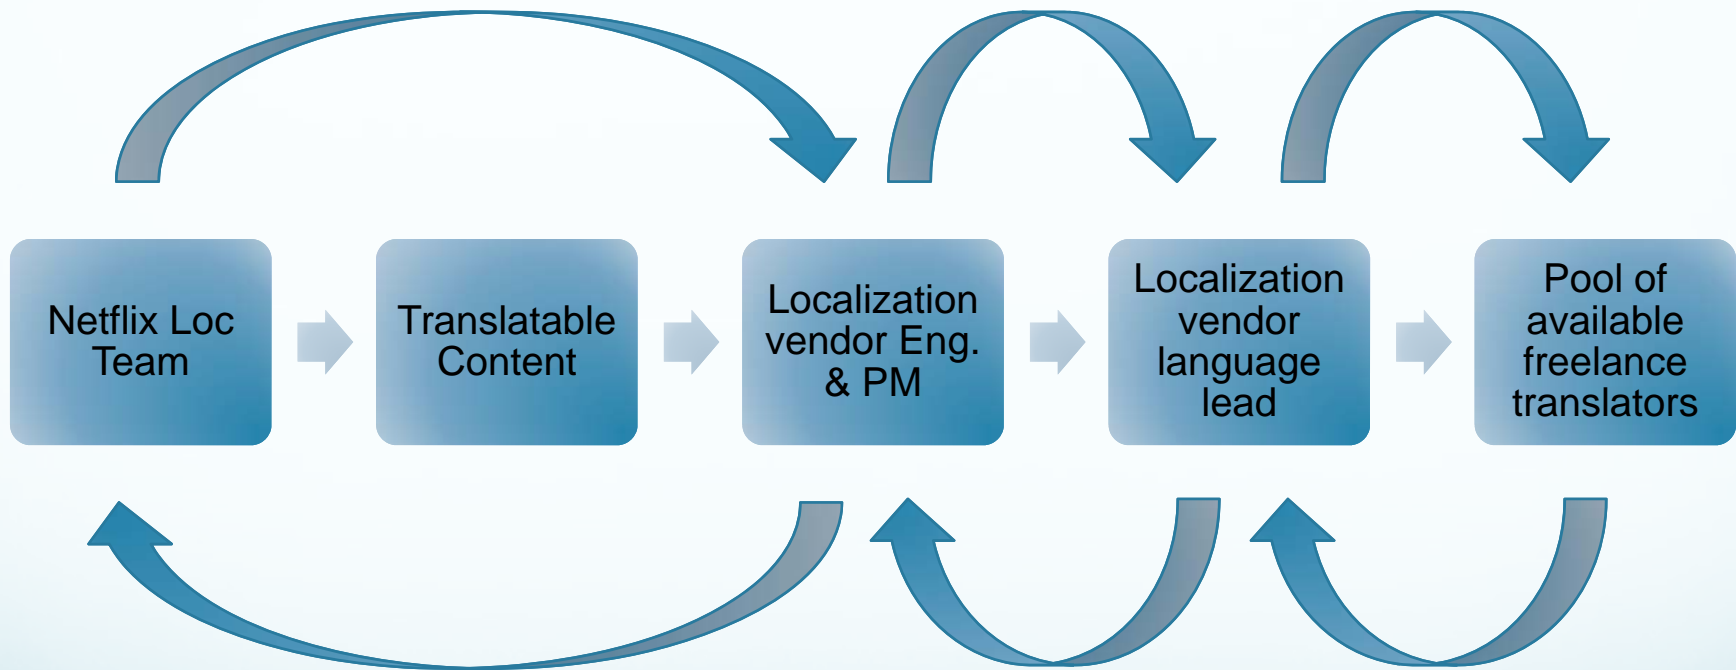 Netflix Loc
Team
Translatable
Content
Localization
vendor Eng.
& PM
Localization
vendor
language
lead
Pool of
available
freelance
translators